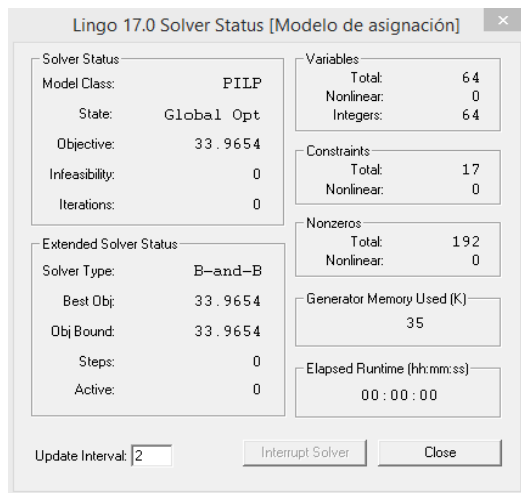 Lingo 17.0 Solver Status [Modelo de asignación]
Solver Status
Model Class: PILP
State: Global Opt
Objective: 33.9654
Infeasibility: 0
Iterations: 0
Extended Solver Status
Solver Type: B-and-B
Best Obj: 33.9654
Obj Bound: 33.9654
Steps: 0
Active: 0
Update Interval: 2
Variables
Total: 64
Nonlinear: 0
Integers: 64
Constraints
Total: 17
Nonlinear: 0
Nonzeros
Total: 192
Nonlinear: 0
Generator Memory Used (K)
35
Elapsed Runtime (hh:mm:ss)
00:00:00
Interrupt Solver
Close